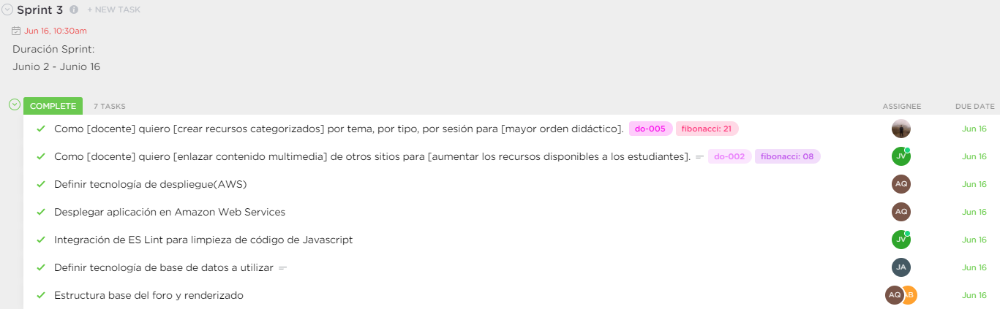 Sprint 3 + NEW TASK
Jun 16, 10:30am
Duración Sprint:
Junio 2 - Junio 16
COMPLETE 7 TASKS ASSIGNEE DUE DATE
Como [docente] quiero [crear recursos categorizados] por tema, por tipo, por sesión para [mayor orden didáctico]. do-005 fibonacci: 21 Jun 16
Como [docente] quiero [enlazar contenido multimedia] de otros sitios para [aumentar los recursos disponibles a los estudiantes]. do-002 fibonacci: 08 JV Jun 16
Definir tecnología de despliegue(AWS) AQ Jun 16
Desplegar aplicación en Amazon Web Services AQ Jun 16
Integración de ES Lint para limpieza de código de Javascript JV Jun 16
Definir tecnología de base de datos a utilizar JA Jun 16
Estructura base del foro y renderizado AQ AB Jun 16